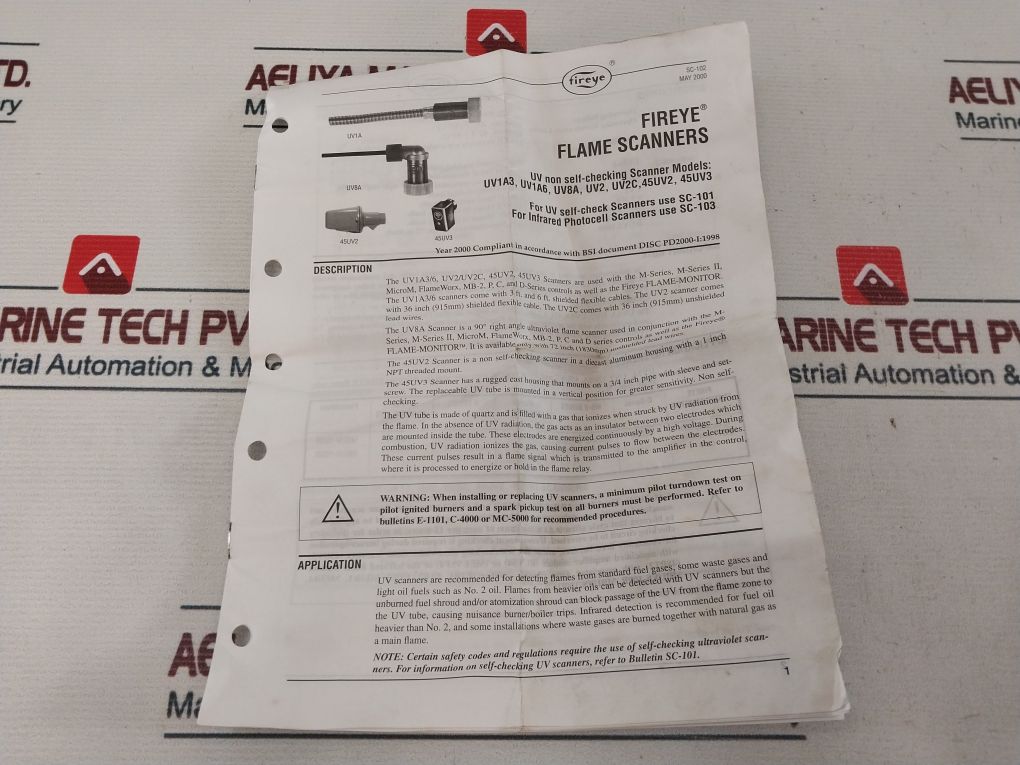 TD.
ry
AELIYA M
Ma
AELIY
Marine
ARINE TECH PV
strial Automation & M
ARINE TECH PV
strial Automation &
AE
Ma
fireye®
SC-102
MAY 2000
UV1A
UV8A
45UV2
45UV3
FIREYE®
FLAME SCANNERS
UV non self-checking Scanner Models:
UV1A3, UV1A6, UV8A, UV2, UV2C,45UV2, 45UV3
For UV self-check Scanners use SC-101
For Infrared Photocell Scanners use SC-103
Year 2000 Compliant in accordance with BSI document DISC PD2000-I:1998
DESCRIPTION
The UV1A3/6, UV2/UV2C, 45UV2, 45UV3 Scanners are used with the M-Series, M-Series II,
MicroM, FlameWorx, MB-2, P, C, and D-Series controls as well as the Fireye FLAME-MONITOR.
The UV1A3/6 scanners come with 3 ft. and 6 ft. shielded flexible cables. The UV2 scanner comes
with 36 inch (915mm) shielded flexible cable. The UV2C comes with 36 inch (915mm) unshielded
lead wires.
The UV8A Scanner is a 90° right angle ultraviolet flame scanner used in conjunction with the M-
Series, M-Series II, MicroM, FlameWorx, MB-2, P, C and D series controls as well as the Fireye®
FLAME-MONITOR™. It is available only with 72 inch (1830mm) unshielded lead wires.
The 45UV2 Scanner is a non self-checking scanner in a diecast aluminum housing with a 1 inch
NPT threaded mount.
The 45UV3 Scanner has a rugged cast housing that mounts on a 3/4 inch pipe with sleeve and set-
screw. The replaceable UV tube is mounted in a vertical position for greater sensitivity. Non self-
checking.
The UV tube is made of quartz and is filled with a gas that ionizes when struck by UV radiation from
the flame. In the absence of UV radiation, the gas acts as an insulator between two electrodes which
are mounted inside the tube. These electrodes are energized continuously by a high voltage. During
combustion, UV radiation ionizes the gas, causing current pulses to flow between the electrodes.
These current pulses result in a flame signal which is transmitted to the amplifier in the control,
where it is processed to energize or hold in the flame relay.
WARNING: When installing or replacing UV scanners, a minimum pilot turndown test on
pilot ignited burners and a spark pickup test on all burners must be performed. Refer to
bulletins E-1101, C-4000 or MC-5000 for recommended procedures.
APPLICATION
UV scanners are recommended for detecting flames from standard fuel gases, some waste gases and
light oil fuels such as No. 2 oil. Flames from heavier oils can be detected with UV scanners but the
unburned fuel shroud and/or atomization shroud can block passage of the UV from the flame zone to
the UV tube, causing nuisance burner/boiler trips. Infrared detection is recommended for fuel oil
heavier than No. 2, and some installations where waste gases are burned together with natural gas as
a main flame.
NOTE: Certain safety codes and regulations require the use of self-checking ultraviolet scan-
ners. For information on self-checking UV scanners, refer to Bulletin SC-101.
1